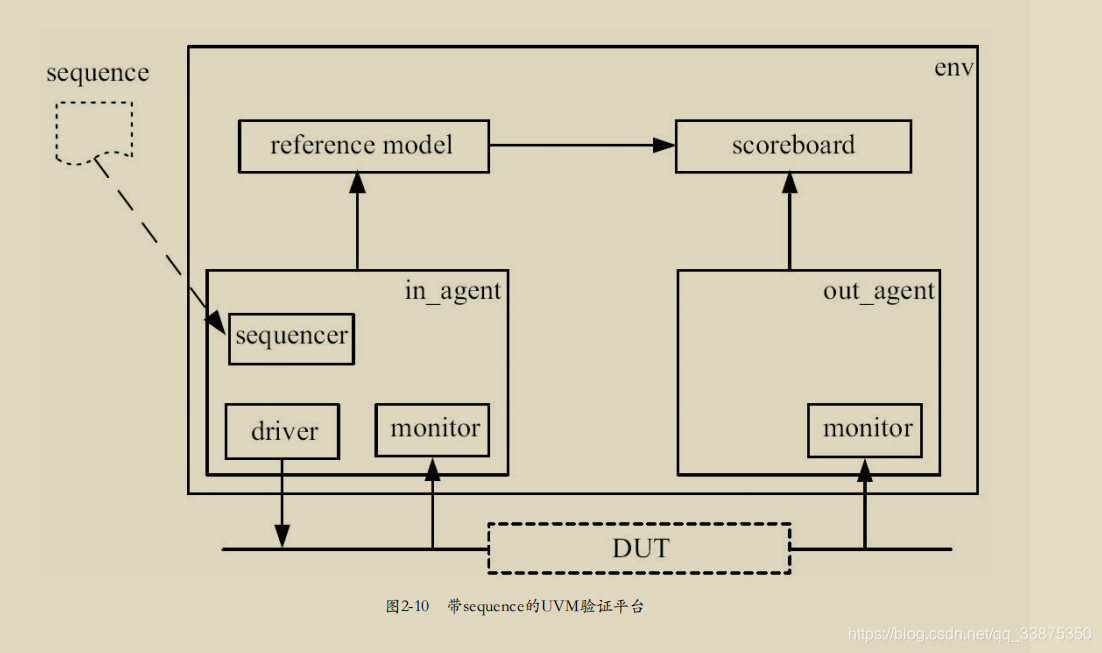 sequence
env
reference model
scoreboard
in_agent
out_agent
sequencer
driver
monitor
monitor
DUT
图2-10 带sequence的UVM验证平台
https://blog.csdn.net/qq_33875350